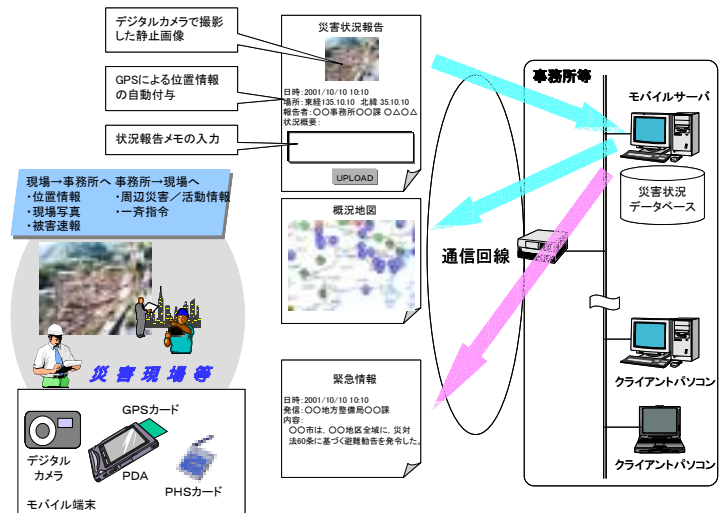 デジタルカメラで撮影
した静止画像
GPSによる位置情報
の自動付与
状況報告メモの入力
災害状況報告
日時：2001/10/10 10:10
場所：東経135.10.10　北緯 35.10.10
報告者：〇〇事務所〇〇課 〇△〇△
状況概要：
UPLOAD
現場→事務所へ 事務所→現場へ
・位置情報　・周辺災害／活動情報
・現場写真　・一斉指令
・被害速報
災害現場等
GPSカード
デジタル
カメラ
PDA
PHSカード
モバイル端末
概況地図
緊急情報
日時：2001/10/10 10:10
発信：〇〇地方整備局〇〇課
内容：
〇〇市は，〇〇地区全域に，災対
法60条に基づく避難勧告を発令した。
通信回線
事務所等
モバイルサーバ
災害状況
データベース
クライアントパソコン
クライアントパソコン